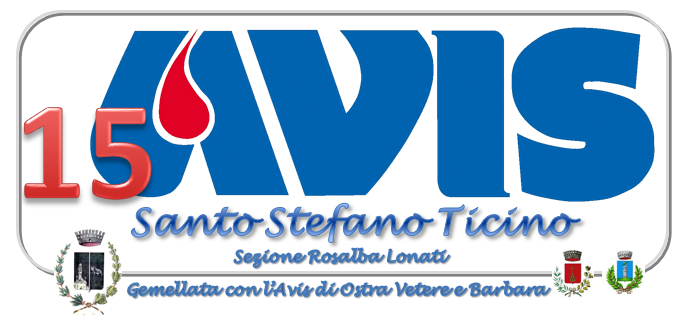 AVIS
15
Santo Stefano Ticino
Sezione Rosalba Lonati
Gemellata con l'Avis di Ostra Vetere e Barbara